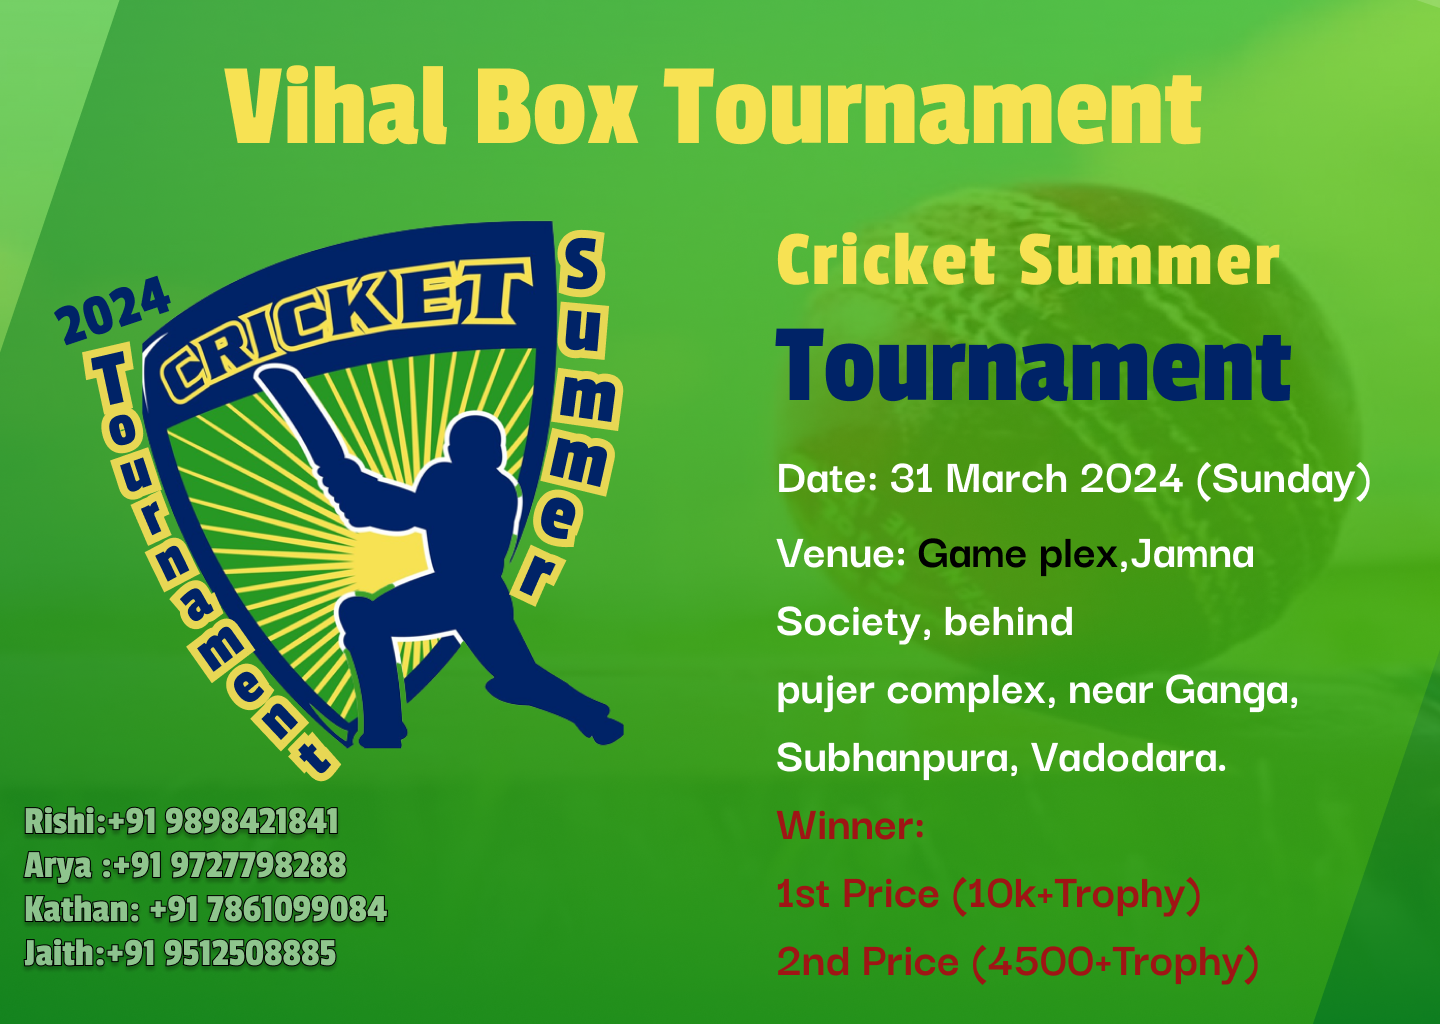 Vihal Box Tournament
2024
CRICKET
Summer
Tournament
Cricket Summer
Tournament
Date: 31 March 2024 (Sunday)
Venue: Game plex,Jamna
Society, behind
pujer complex, near Ganga,
Subhanpura, Vadodara.
Winner:
1st Price (10k+Trophy)
2nd Price (4500+Trophy)
Rishi:+91 9898421841
Arya :+91 9727798288
Kathan: +91 7861099084
Jaith:+91 9512508885